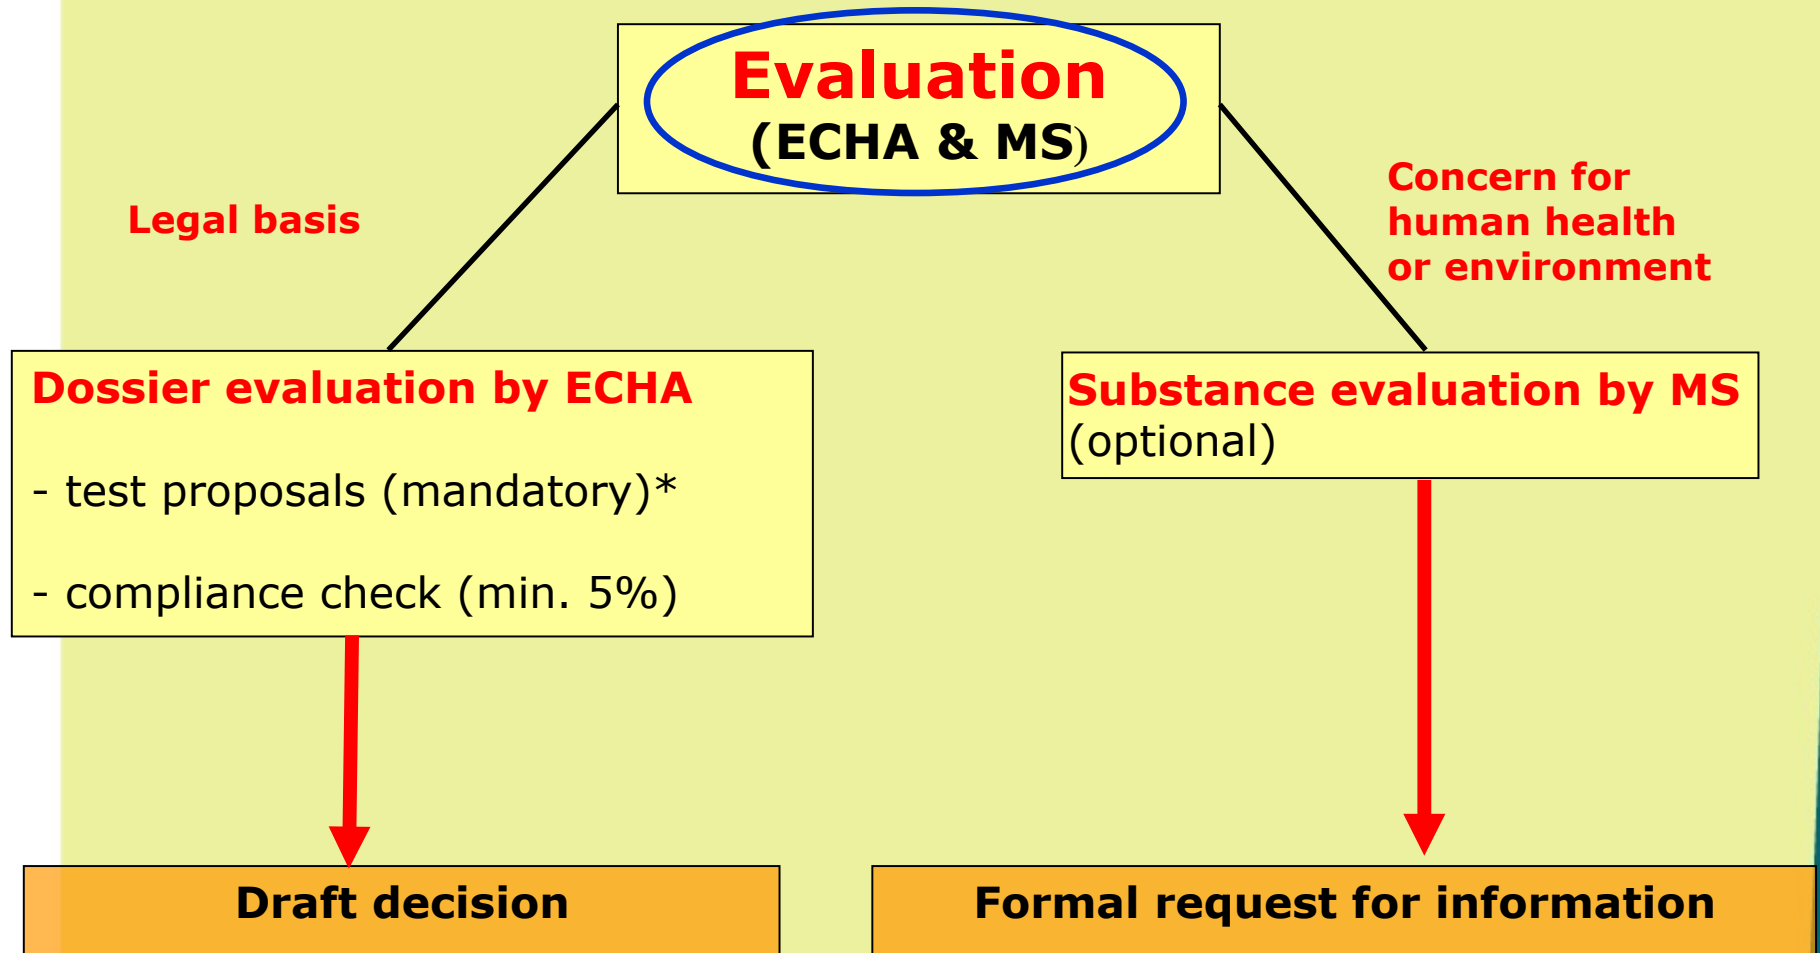 Evaluation
(ECHA & MS)
Legal basis
Concern for
human health
or environment
Dossier evaluation by ECHA
- test proposals (mandatory)*
- compliance check (min. 5%)
Substance evaluation by MS
(optional)
Draft decision
Formal request for information